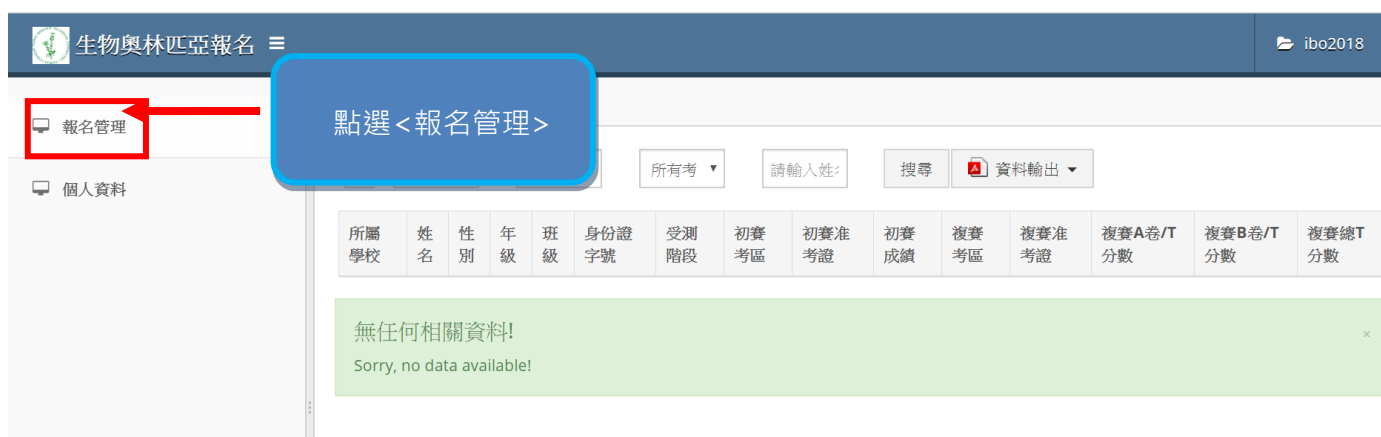 生物奧林匹亞報名
ibo2018
點選<報名管理>
報名管理
個人資料
所有考
請輸入姓
搜尋
資料輸出
所屬學校 姓名 性別 年級 班級 身份證字號 受測階段 初賽考區 初賽准考證 初賽成績 複賽考區 複賽准考證 複賽A卷/T分數 複賽B卷/T分數 複賽總T分數
無任何相關資料!
×
Sorry, no data available!